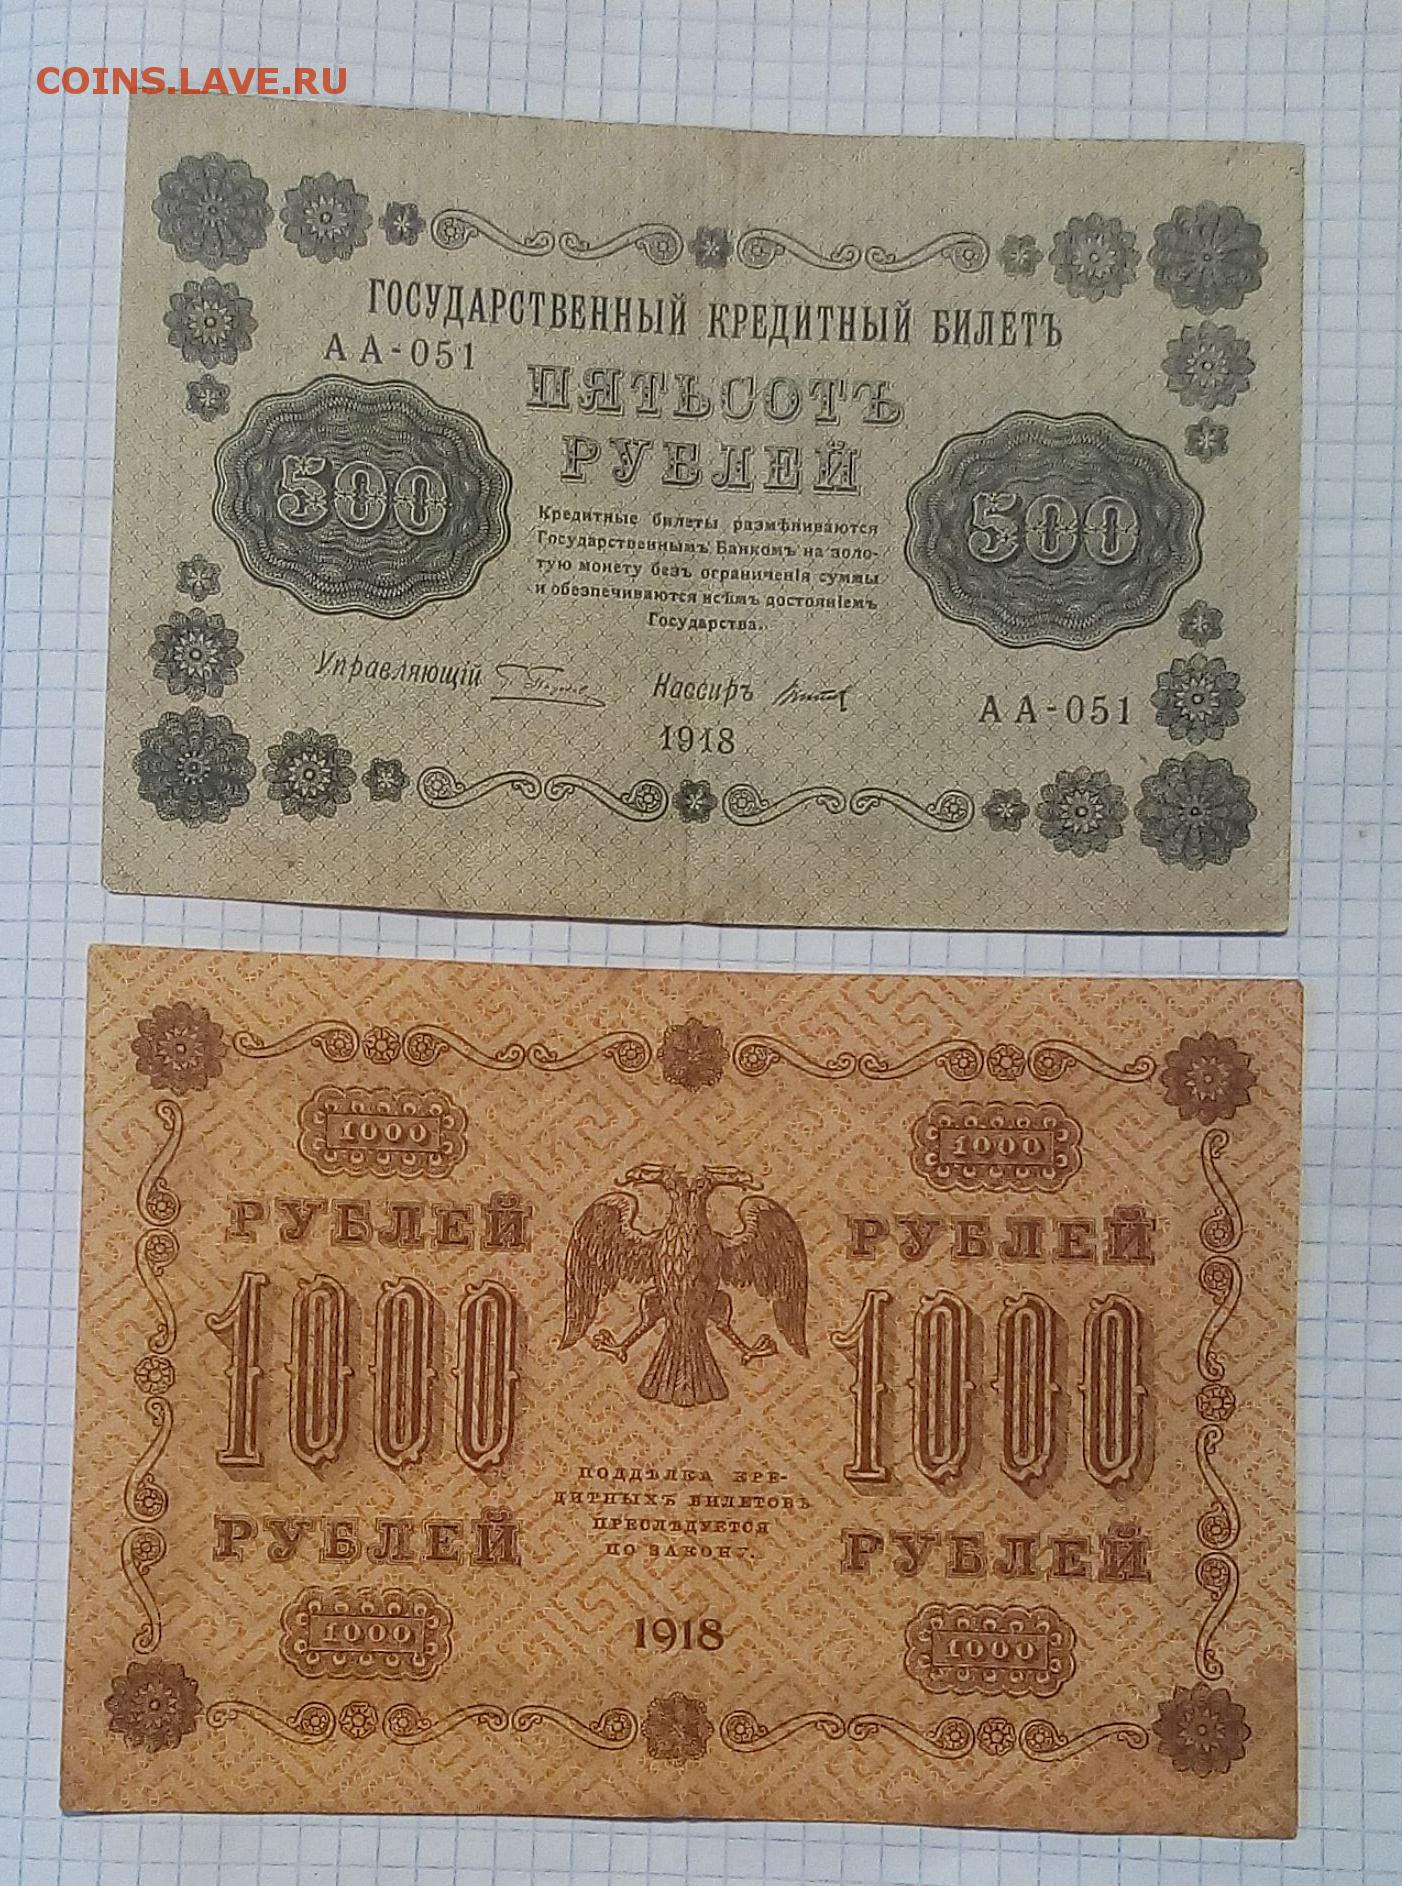 COINS.LAVE.RU
ГОСУДАРСТВЕННЫЙ КРЕДИТНЫЙ БИЛЕТЪ
АА-051
ПЯТЬСОТЪ
РУБЛЕЙ
500
500
Кредитные билеты размѣниваются
Государственнымъ Банкомъ на золо-
тую монету безъ ограниченія суммы
и обезпечиваются всѣмъ достояніемъ
Государства.
Управляющій
Кассиръ
АА-051
1918
1000
1000
РУБЛЕЙ
РУБЛЕЙ
1000
1000
ПОДДѢЛКА КРЕ-
ДИТНЫХЪ БИЛЕТОВЪ
ПРЕСЛѢДУЕТСЯ
ПО ЗАКОНУ.
РУБЛЕЙ
РУБЛЕЙ
1000
1918
1000